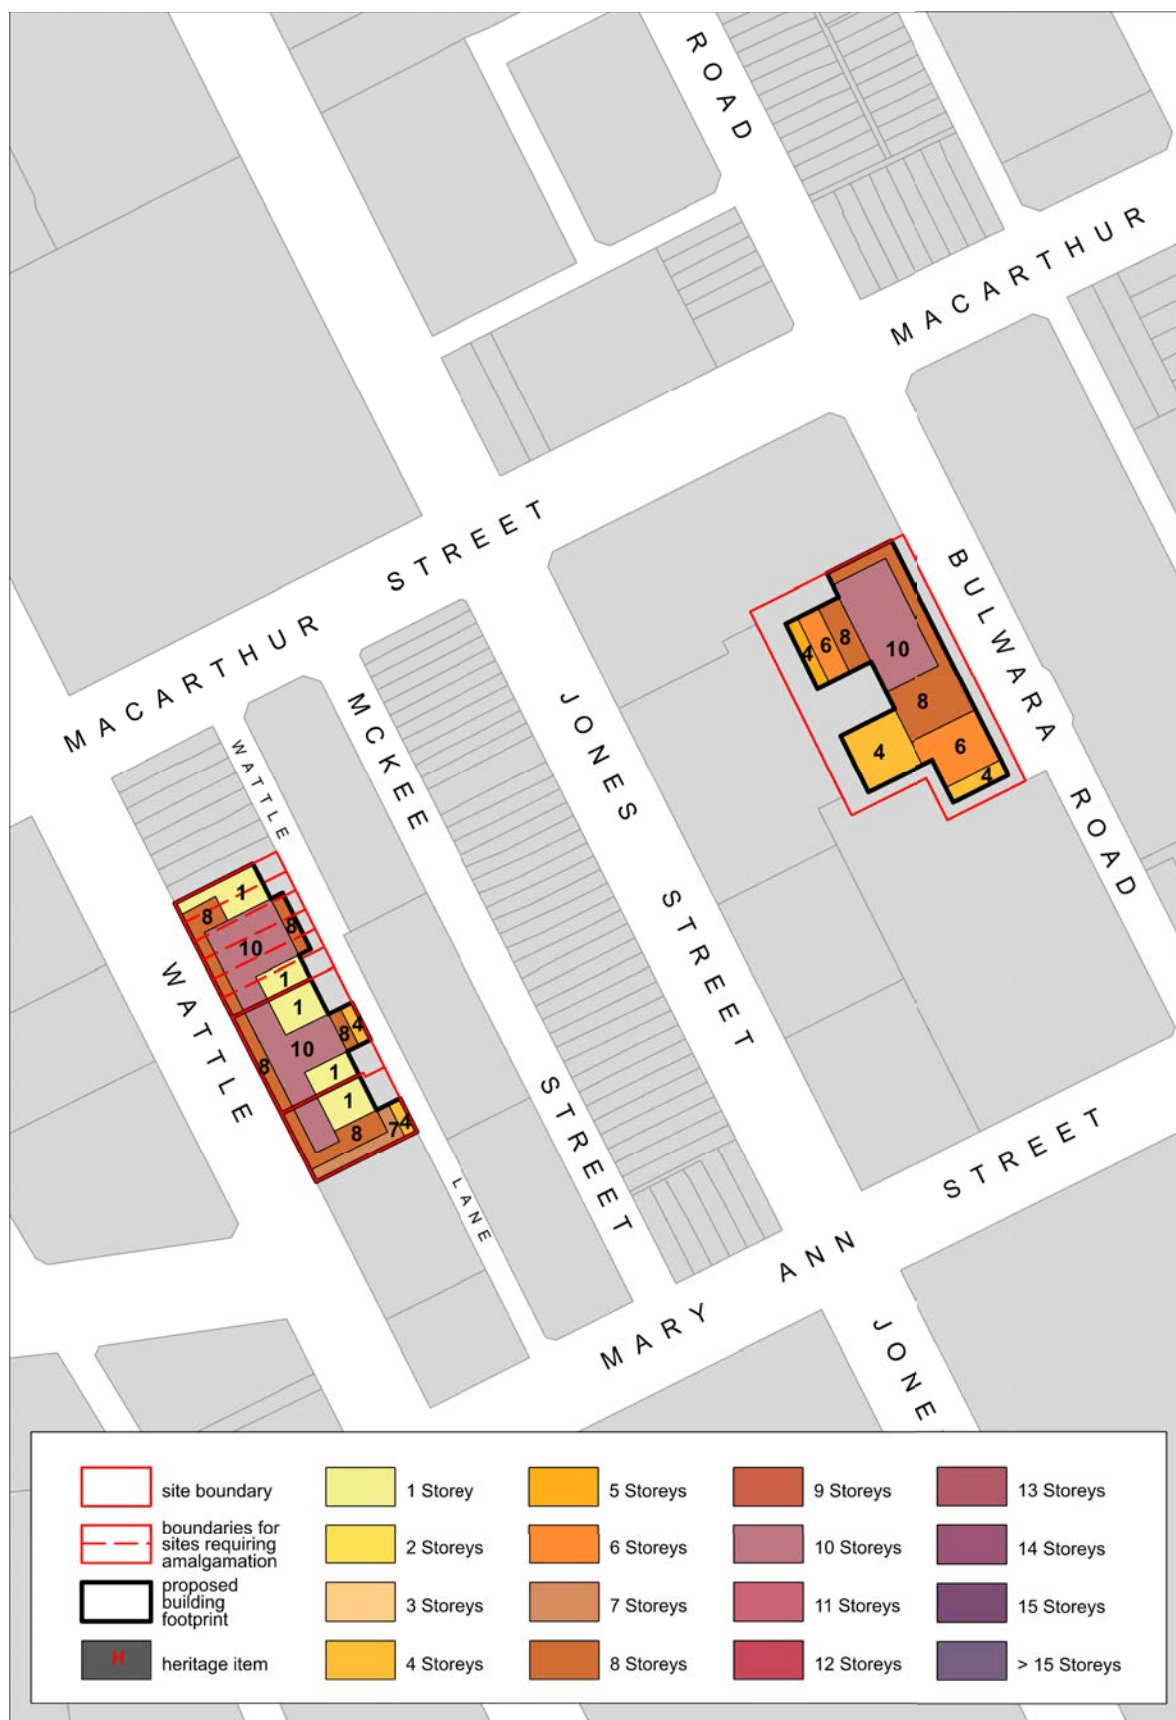 ROAD
MACARTHUR
MACARTHUR STREET
BULWARA ROAD
JONES STREET
MCKEE STREET
WATTLE LANE
WATTLE
MARY ANN STREET
JONE
4
6
8
10
8
4
6
4
1
8
10
8
1
1
8
10
8
4
1
1
8
7
4
site boundary
boundaries for
sites requiring
amalgamation
proposed
building
footprint
H
heritage item
1 Storey
2 Storeys
3 Storeys
4 Storeys
5 Storeys
6 Storeys
7 Storeys
8 Storeys
9 Storeys
10 Storeys
11 Storeys
12 Storeys
13 Storeys
14 Storeys
15 Storeys
> 15 Storeys